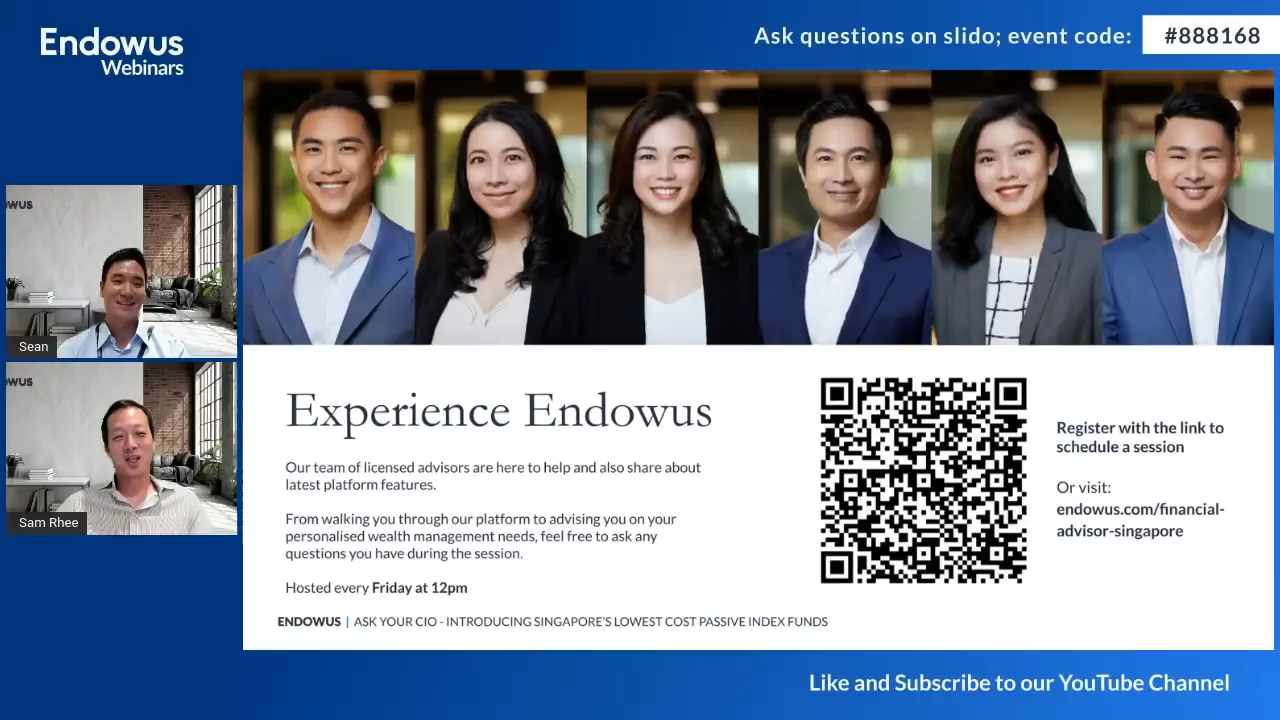 Endowus
Webinars
Ask questions on slido; event code:
#888168
owus
Sean
owus
Sam Rhee
Experience Endowus
Our team of licensed advisors are here to help and also share about
latest platform features.
From walking you through our platform to advising you on your
personalised wealth management needs, feel free to ask any
questions you have during the session.
Hosted every Friday at 12pm
Register with the link to
schedule a session
Or visit:
endowus.com/financial-
advisor-singapore
ENDOWUS | ASK YOUR CIO - INTRODUCING SINGAPORE'S LOWEST COST PASSIVE INDEX FUNDS
Like and Subscribe to our YouTube Channel